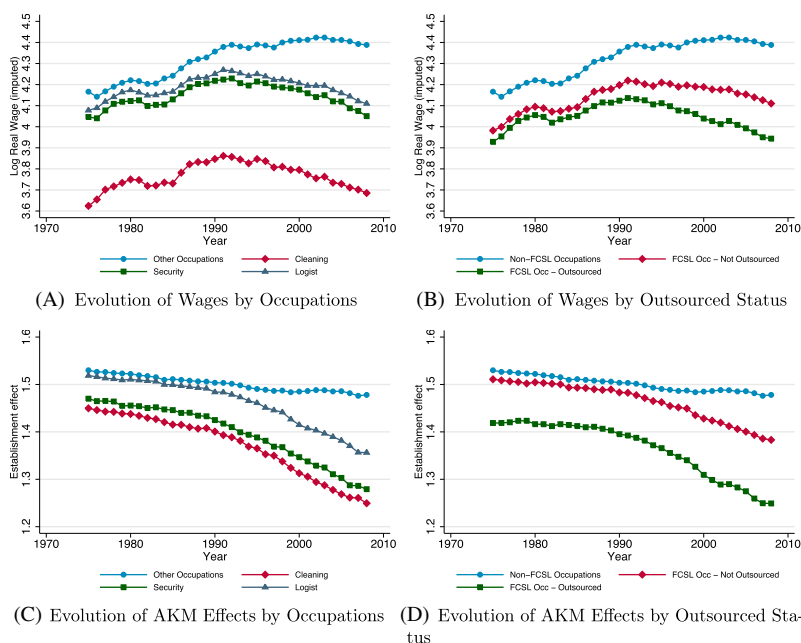 4.5
4.4
4.3
4.2
4.1
4
3.9
3.8
3.7
3.6
Log Real Wage (imputed)
1970 1980 1990 2000 2010
Year
Other Occupations Cleaning
Security Logist
(A) Evolution of Wages by Occupations
4.5
4.4
4.3
4.2
4.1
4
3.9
3.8
3.7
3.6
Log Real Wage (imputed)
1970 1980 1990 2000 2010
Year
Non-FCSL Occupations FCSL Occ - Not Outsourced
FCSL Occ - Outsourced
(B) Evolution of Wages by Outsourced Status
1.6
1.5
1.4
1.3
1.2
Establishment effect
1970 1980 1990 2000 2010
Year
Other Occupations Cleaning
Security Logist
(C) Evolution of AKM Effects by Occupations
1.6
1.5
1.4
1.3
1.2
Establishment effect
1970 1980 1990 2000 2010
Year
Non-FCSL Occupations FCSL Occ - Not Outsourced
FCSL Occ - Outsourced
(D) Evolution of AKM Effects by Outsourced Sta-
tus